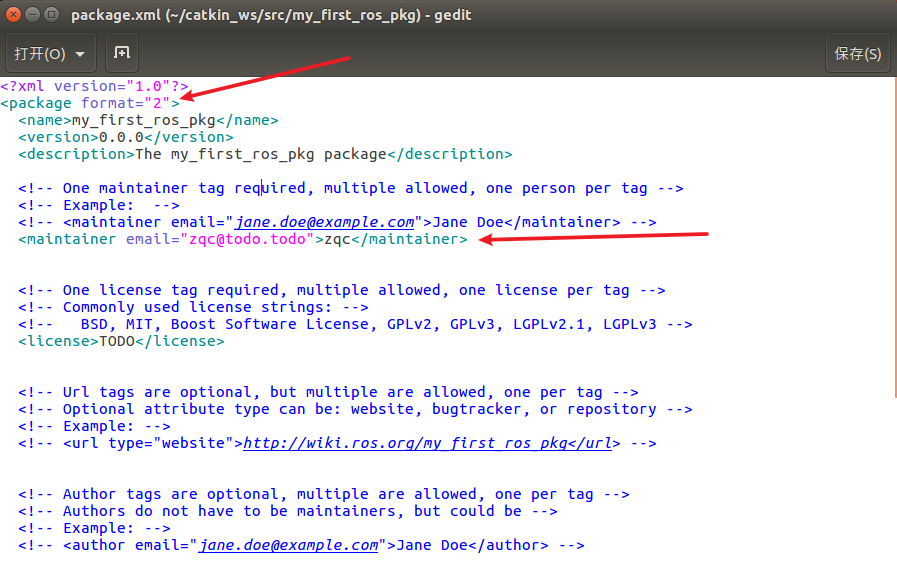 package.xml (~/catkin_ws/src/my_first_ros_pkg) - gedit
打开(O) 保存(S)
<?xml version="1.0"?>
<package format="2">
  <name>my_first_ros_pkg</name>
  <version>0.0.0</version>
  <description>The my_first_ros_pkg package</description>

  <!-- One maintainer tag required, multiple allowed, one person per tag -->
  <!-- Example:  -->
  <!-- <maintainer email="jane.doe@example.com">Jane Doe</maintainer> -->
  <maintainer email="zqc@todo.todo">zqc</maintainer>


  <!-- One license tag required, multiple allowed, one license per tag -->
  <!-- Commonly used license strings: -->
  <!--   BSD, MIT, Boost Software License, GPLv2, GPLv3, LGPLv2.1, LGPLv3 -->
  <license>TODO</license>


  <!-- Url tags are optional, but multiple are allowed, one per tag -->
  <!-- Optional attribute type can be: website, bugtracker, or repository -->
  <!-- Example: -->
  <!-- <url type="website">http://wiki.ros.org/my_first_ros_pkg</url> -->


  <!-- Author tags are optional, multiple are allowed, one per tag -->
  <!-- Authors do not have to be maintainers, but could be -->
  <!-- Example: -->
  <!-- <author email="jane.doe@example.com">Jane Doe</author> -->